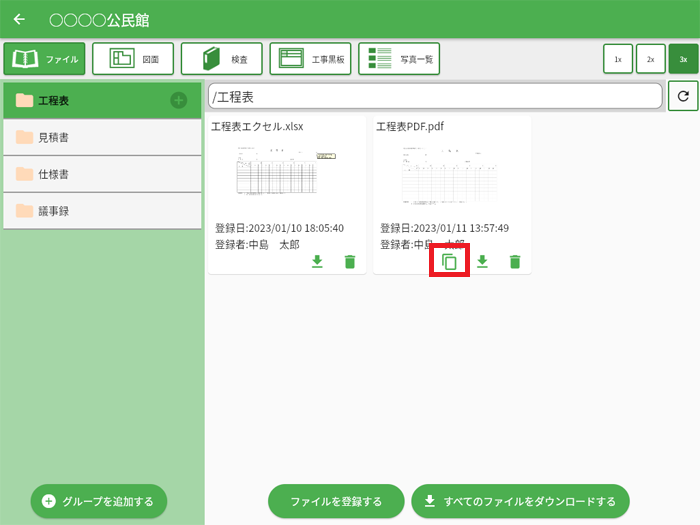 〇〇〇〇公民館
ファイル
図面
検査
工事黒板
写真一覧
1x
2x
3x
工程表
見積書
仕様書
議事録
/工程表
工程表エクセル.xlsx
登録日:2023/01/10 18:05:40
登録者:中島　太郎
工程表PDF.pdf
登録日:2023/01/11 13:57:49
登録者:中島　太郎
グループを追加する
ファイルを登録する
すべてのファイルをダウンロードする